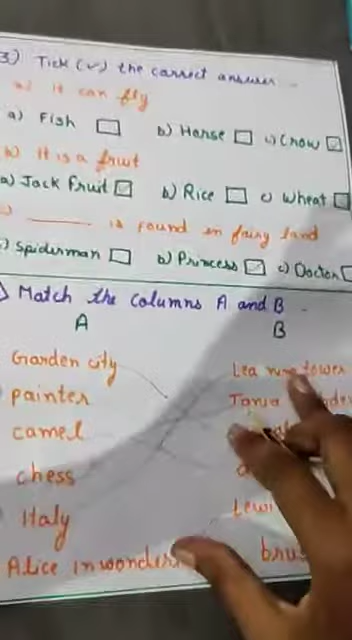 3.) Tick (✓) the correct answer -
a) it can fly
a) Fish b) Horse c) Crow
b) It is a fruit
a) Jack Fruit b) Rice c) Wheat
is found in fairy land
a) Spiderman b) Princess c) Doctor
Match the columns A and B -
A B
Garden city tower
painter
camel
chess
Italy
Alice in